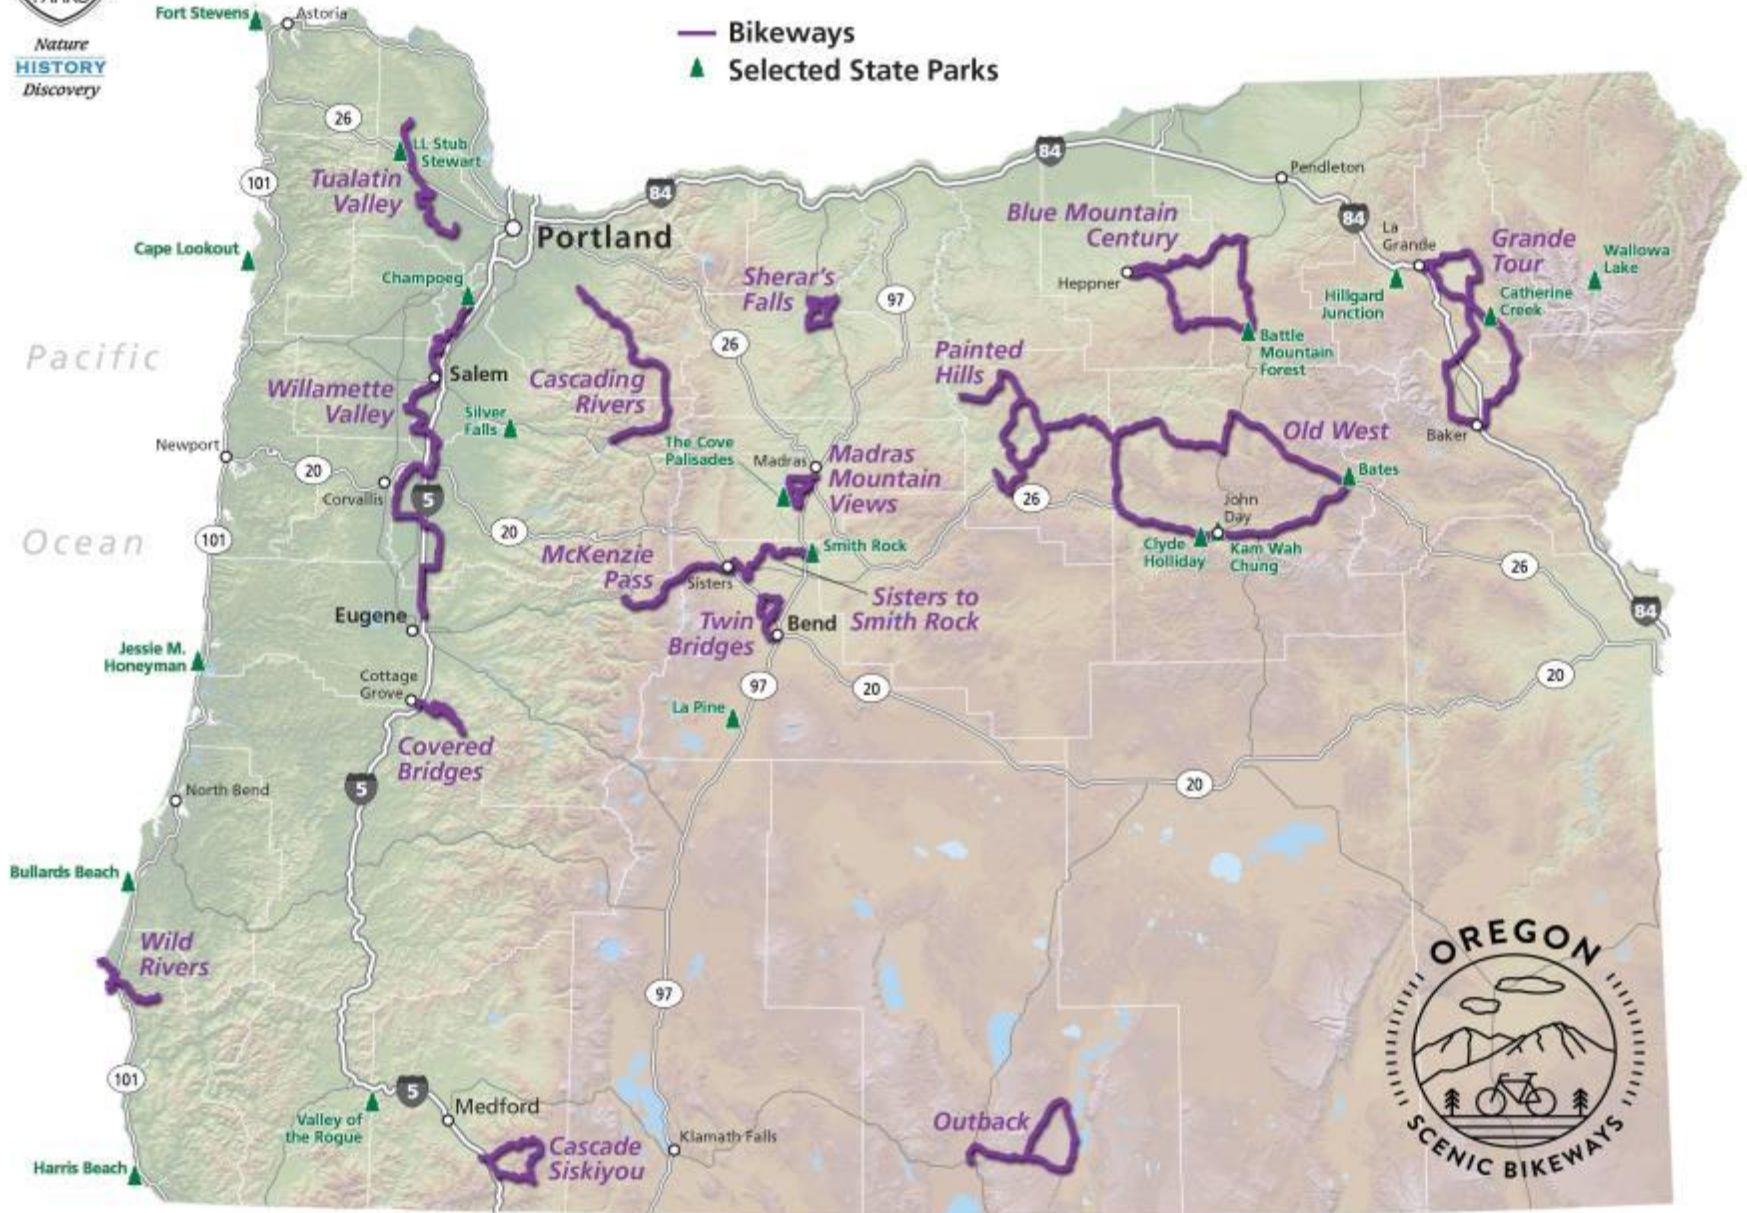 PARKS
Nature
HISTORY
Discovery
Bikeways
Selected State Parks
Fort Stevens
Astoria
26
LL Stub
Stewart
Tualatin
Valley
101
84
84
Pendleton
84
Portland
Cape Lookout
Champoeg
Blue Mountain
Century
Heppner
La
Grande
Grande
Tour
Wallowa
Lake
Hillgard
Junction
Catherine
Creek
Battle
Mountain
Forest
Sherar's
Falls
97
26
Painted
Hills
Pacific
Salem
Willamette
Valley
Cascading
Rivers
Silver
Falls
The Cove
Palisades
Madras
Madras
Mountain
Views
Old West
Baker
Bates
Newport
20
Corvallis
5
20
26
John
Day
Clyde
Holliday
Kam Wah
Chung
Ocean
101
McKenzie
Pass
Sisters
Smith Rock
Sisters to
Smith Rock
26
84
Eugene
Twin
Bridges
Bend
Jessie M.
Honeyman
Cottage
Grove
97
20
20
La Pine
Covered
Bridges
5
North Bend
20
Bullards Beach
Wild
Rivers
97
OREGON
SCENIC BIKEWAYS
101
5
Medford
Valley of
the Rogue
Klamath Falls
Outback
Cascade
Siskiyou
Harris Beach